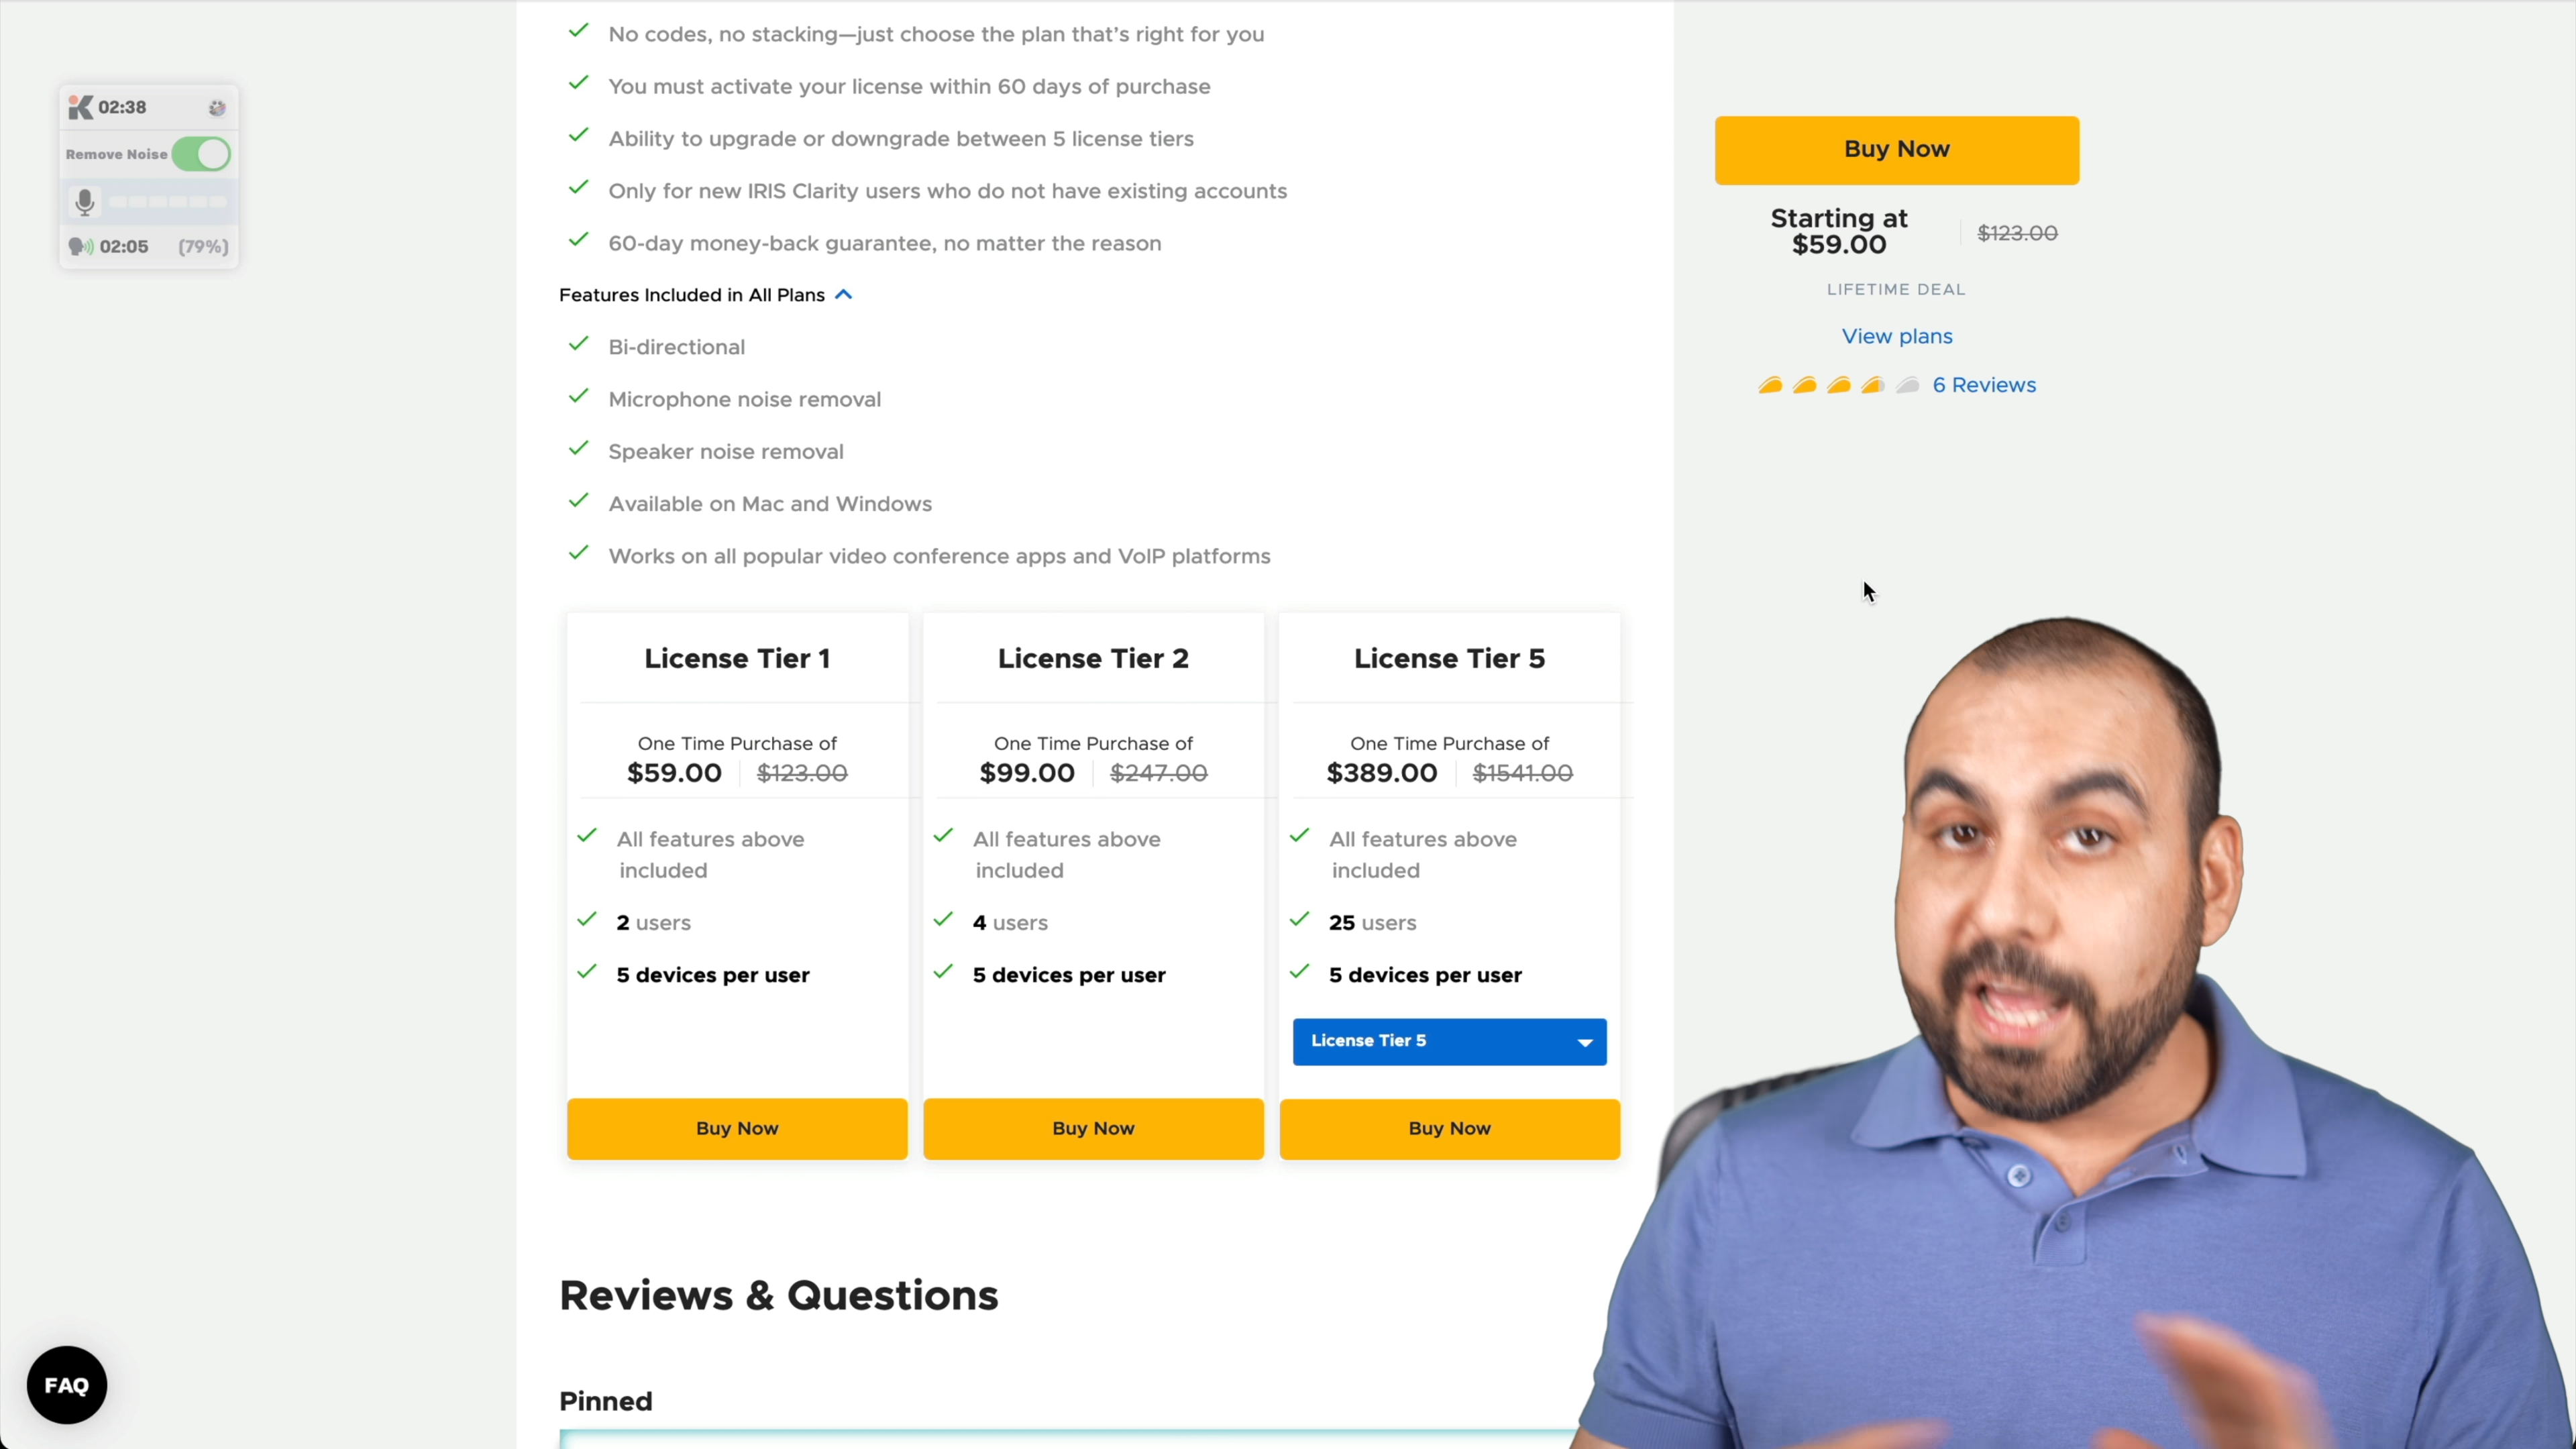 No codes, no stacking—just choose the plan that's right for you
You must activate your license within 60 days of purchase
Ability to upgrade or downgrade between 5 license tiers
Only for new IRIS Clarity users who do not have existing accounts
60-day money-back guarantee, no matter the reason
Features Included in All Plans
Bi-directional
Microphone noise removal
Speaker noise removal
Available on Mac and Windows
Works on all popular video conference apps and VoIP platforms
K 02:38
Remove Noise
02:05 (79%)
Buy Now
Starting at
$59.00 $123.00
LIFETIME DEAL
View plans
6 Reviews
License Tier 1
One Time Purchase of
$59.00 $123.00
All features above
included
2 users
5 devices per user
Buy Now
License Tier 2
One Time Purchase of
$99.00 $247.00
All features above
included
4 users
5 devices per user
Buy Now
License Tier 5
One Time Purchase of
$389.00 $1541.00
All features above
included
25 users
5 devices per user
License Tier 5
Buy Now
Reviews & Questions
Pinned
FAQ